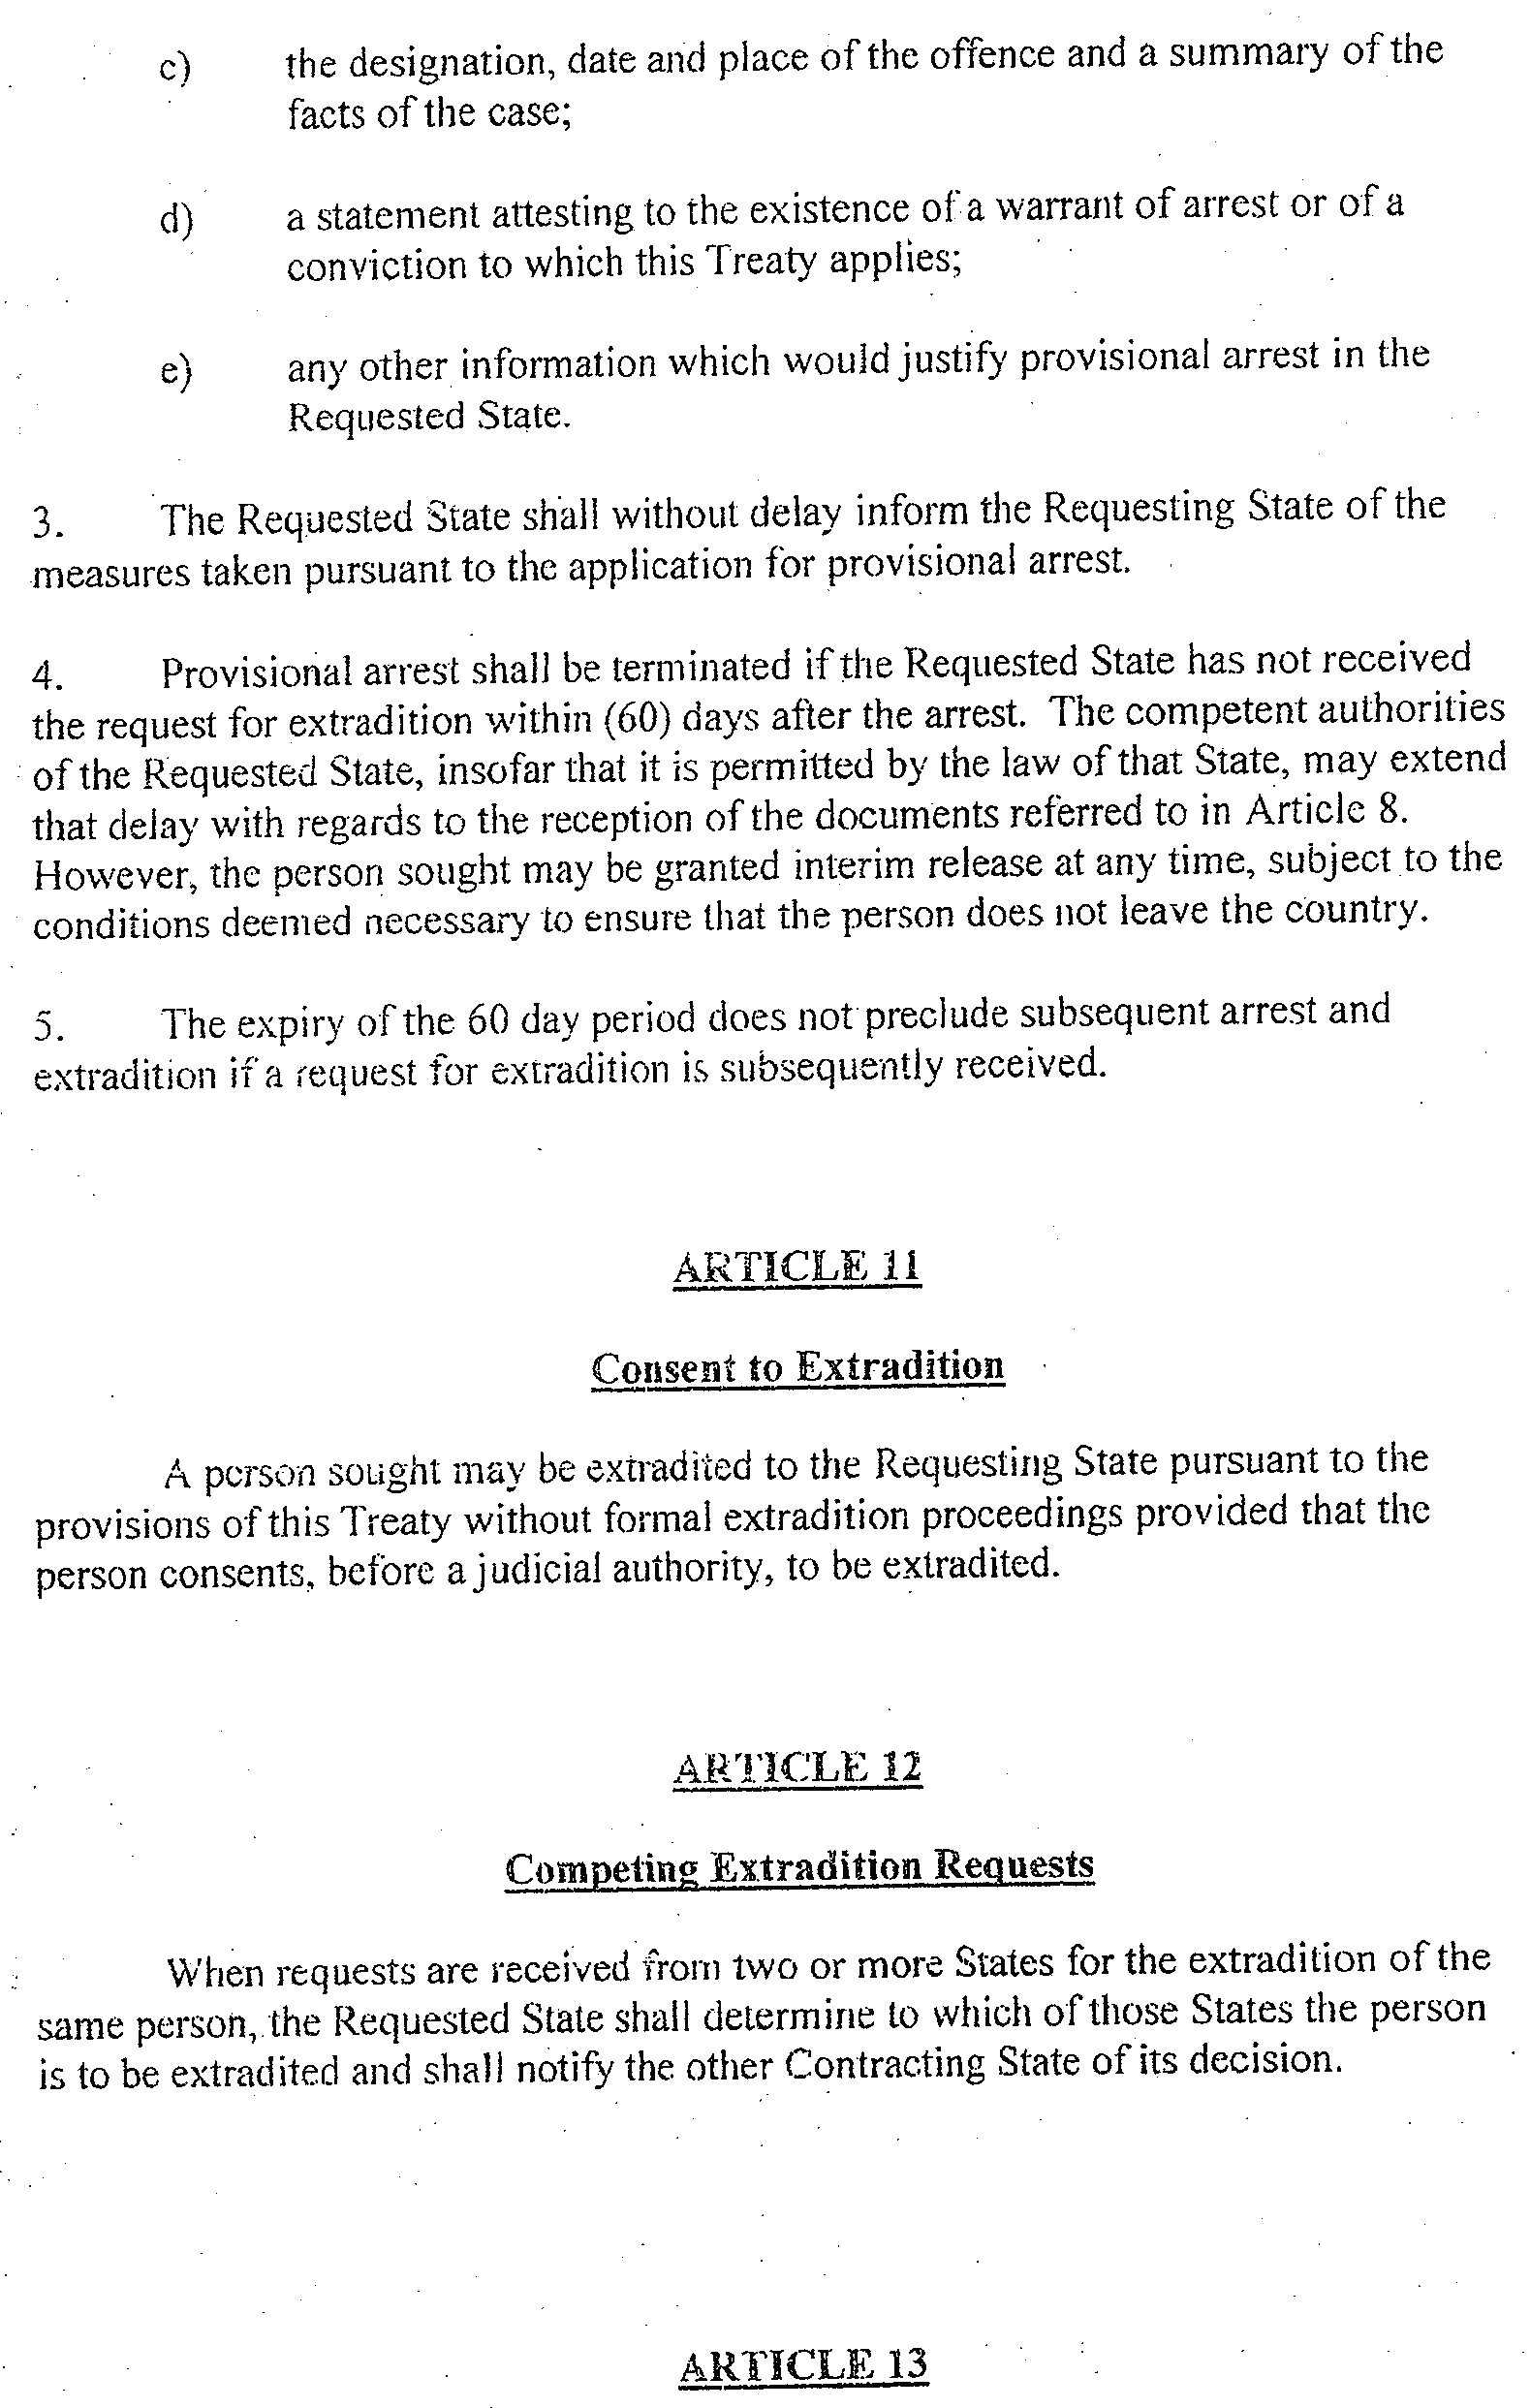 c) the designation, date and place of the offence and a summary of the
facts of the case;
d) a statement attesting to the existence of a warrant of arrest or of a
conviction to which this Treaty applies;
e) any other information which would justify provisional arrest in the
Requested State.
3. The Requested State shall without delay inform the Requesting State of the
measures taken pursuant to the application for provisional arrest.
4. Provisional arrest shall be terminated if the Requested State has not received
the request for extradition within (60) days after the arrest. The competent authorities
of the Requested State, insofar that it is permitted by the law of that State, may extend
that delay with regards to the reception of the documents referred to in Article 8.
However, the person sought may be granted interim release at any time, subject to the
conditions deemed necessary to ensure that the person does not leave the country.
5. The expiry of the 60 day period does not preclude subsequent arrest and
extradition if a request for extradition is subsequently received.
ARTICLE 11
Consent to Extradition
A person sought may be extradited to the Requesting State pursuant to the
provisions of this Treaty without formal extradition proceedings provided that the
person consents, before a judicial authority, to be extradited.
ARTICLE 12
Competing Extradition Requests
When requests are received from two or more States for the extradition of the
same person, the Requested State shall determine to which of those States the person
is to be extradited and shall notify the other Contracting State of its decision.
ARTICLE 13